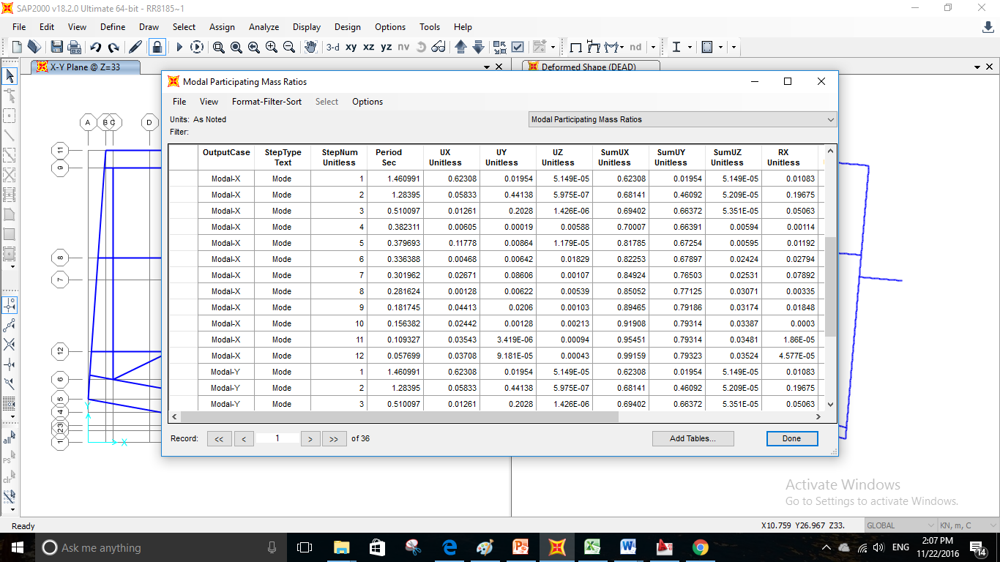 SAP2000 v18.2.0 Ultimate 64-bit - RR8185~1
File Edit View Define Draw Select Assign Analyze Display Design Options Tools Help
3-d xy xz yz nv nd
X-Y Plane @ Z=33
Deformed Shape (DEAD)
Modal Participating Mass Ratios
File View Format-Filter-Sort Select Options
Units: As Noted
Modal Participating Mass Ratios
Filter:
OutputCase StepType StepNum Period UX UY UZ SumUX SumUY SumUZ RX
Text Unitless Sec Unitless Unitless Unitless Unitless Unitless Unitless Unitless
Modal-X Mode 1 1.460991 0.62308 0.01954 5.149E-05 0.62308 0.01954 5.149E-05 0.01083
Modal-X Mode 2 1.28395 0.05833 0.44138 5.975E-07 0.68141 0.46092 5.209E-05 0.19675
Modal-X Mode 3 0.510097 0.01261 0.2028 1.426E-06 0.69402 0.66372 5.351E-05 0.05063
Modal-X Mode 4 0.382311 0.00605 0.00019 0.00588 0.70007 0.66391 0.00594 0.00114
Modal-X Mode 5 0.379693 0.11778 0.00864 1.179E-05 0.81785 0.67254 0.00595 0.01192
Modal-X Mode 6 0.336388 0.00468 0.00642 0.01829 0.82253 0.67897 0.02424 0.02794
Modal-X Mode 7 0.301962 0.02671 0.08606 0.00107 0.84924 0.76503 0.02531 0.07892
Modal-X Mode 8 0.281624 0.00128 0.00622 0.00539 0.85052 0.77125 0.03071 0.00335
Modal-X Mode 9 0.181745 0.04413 0.0206 0.00103 0.89465 0.79186 0.03174 0.01848
Modal-X Mode 10 0.156382 0.02442 0.00128 0.00213 0.91908 0.79314 0.03387 0.0003
Modal-X Mode 11 0.109327 0.03543 3.419E-06 0.00094 0.95451 0.79314 0.03481 1.86E-05
Modal-X Mode 12 0.057699 0.03708 9.181E-05 0.00043 0.99159 0.79323 0.03524 4.577E-05
Modal-Y Mode 1 1.460991 0.62308 0.01954 5.149E-05 0.62308 0.01954 5.149E-05 0.01083
Modal-Y Mode 2 1.28395 0.05833 0.44138 5.975E-07 0.68141 0.46092 5.209E-05 0.19675
Modal-Y Mode 3 0.510097 0.01261 0.2028 1.426E-06 0.69402 0.66372 5.351E-05 0.05063
Record: << < 1 > >> of 36
Add Tables...
Done
A B C D
11
9
8
7
12
6
5
4
3
2
1
Y
X
all
PS
clr
Activate Windows
Go to Settings to activate Windows.
Ready
X10.759 Y26.967 Z33.
GLOBAL
KN, m, C
Ask me anything
ENG
2:07 PM
11/22/2016
14